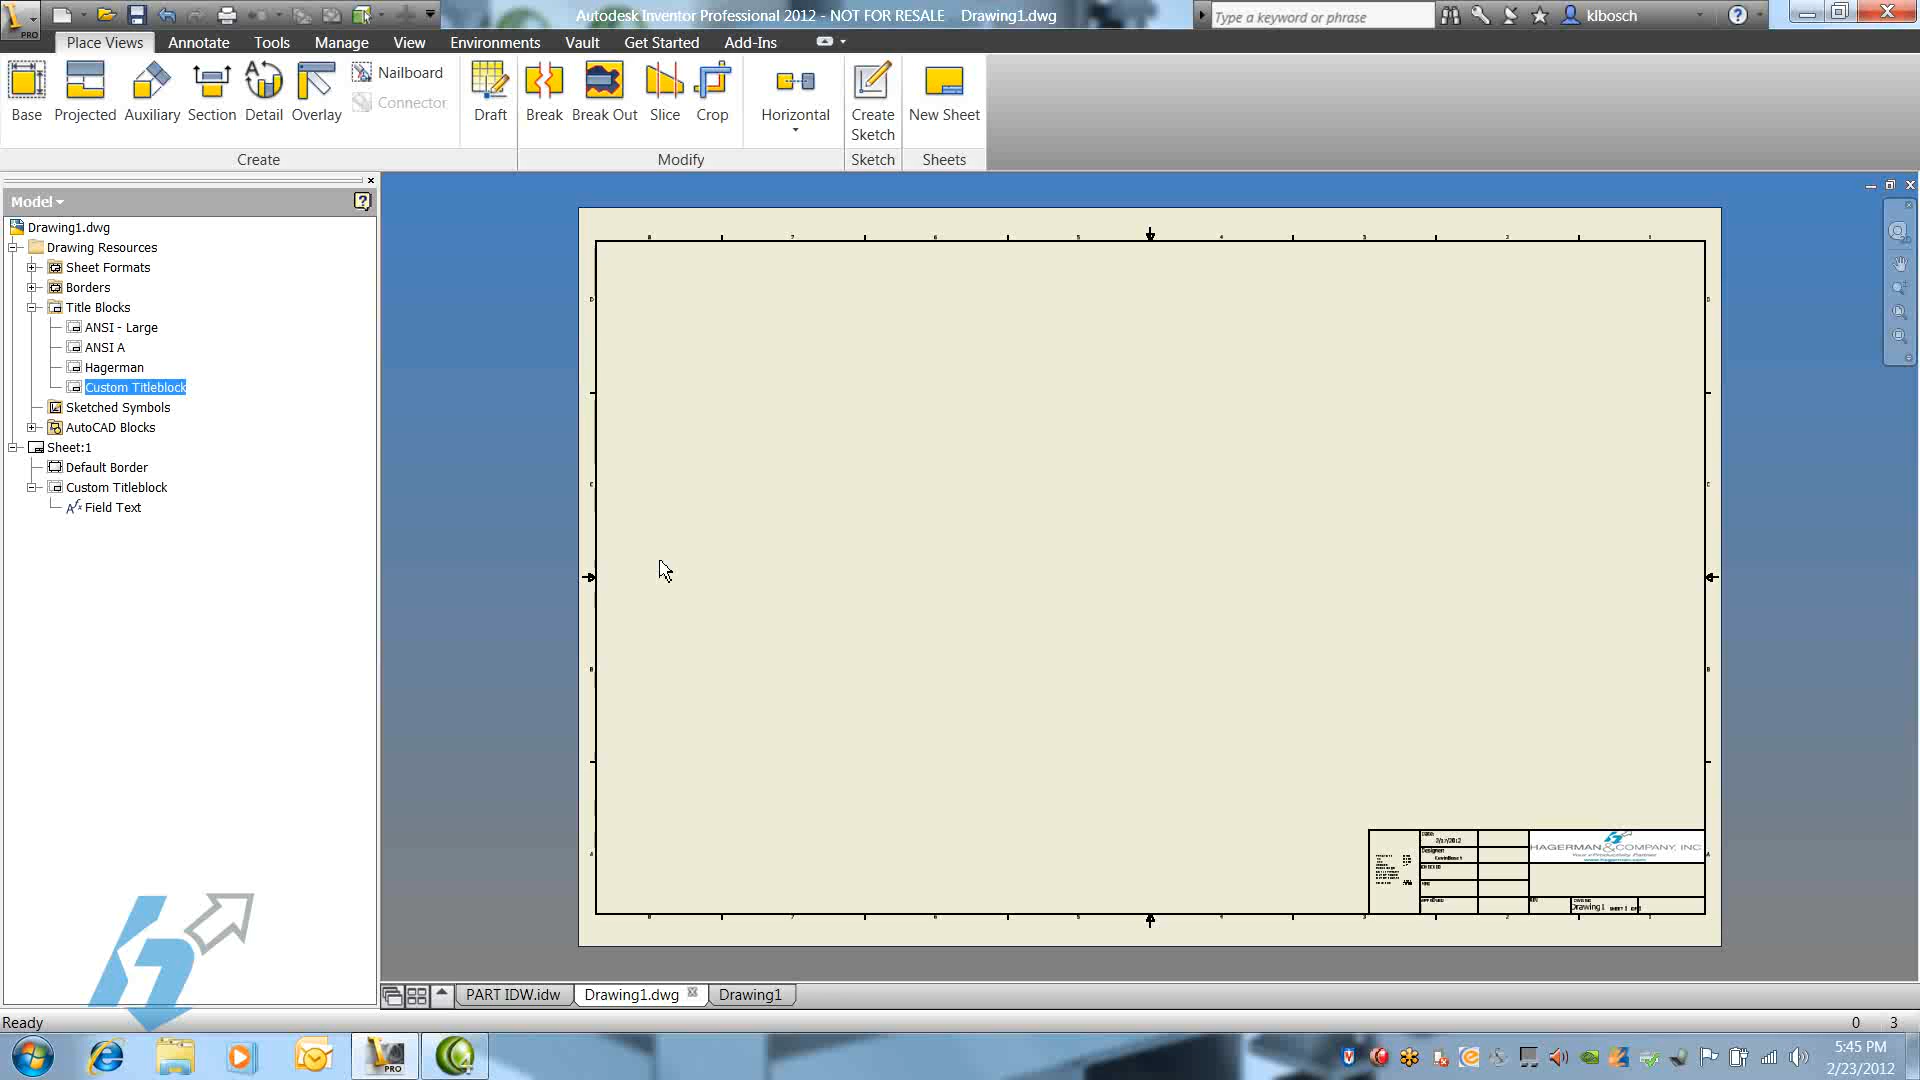 Autodesk Inventor Professional 2012 - NOT FOR RESALE    Drawing1.dwg
Type a keyword or phrase
klbosch
PRO
Place Views
Annotate
Tools
Manage
View
Environments
Vault
Get Started
Add-Ins
Base
Projected
Auxiliary
Section
Detail
Overlay
Nailboard
Connector
Draft
Break
Break Out
Slice
Crop
Horizontal
Create Sketch
New Sheet
Create
Modify
Sketch
Sheets
Model
Drawing1.dwg
Drawing Resources
Sheet Formats
Borders
Title Blocks
ANSI - Large
ANSI A
Hagerman
Custom Titleblock
Sketched Symbols
AutoCAD Blocks
Sheet:1
Default Border
Custom Titleblock
Field Text
HAGERMAN & COMPANY, INC
Drawing1
PART IDW.idw
Drawing1.dwg
Drawing1
Ready
0
3
PRO
5:45 PM
2/23/2012